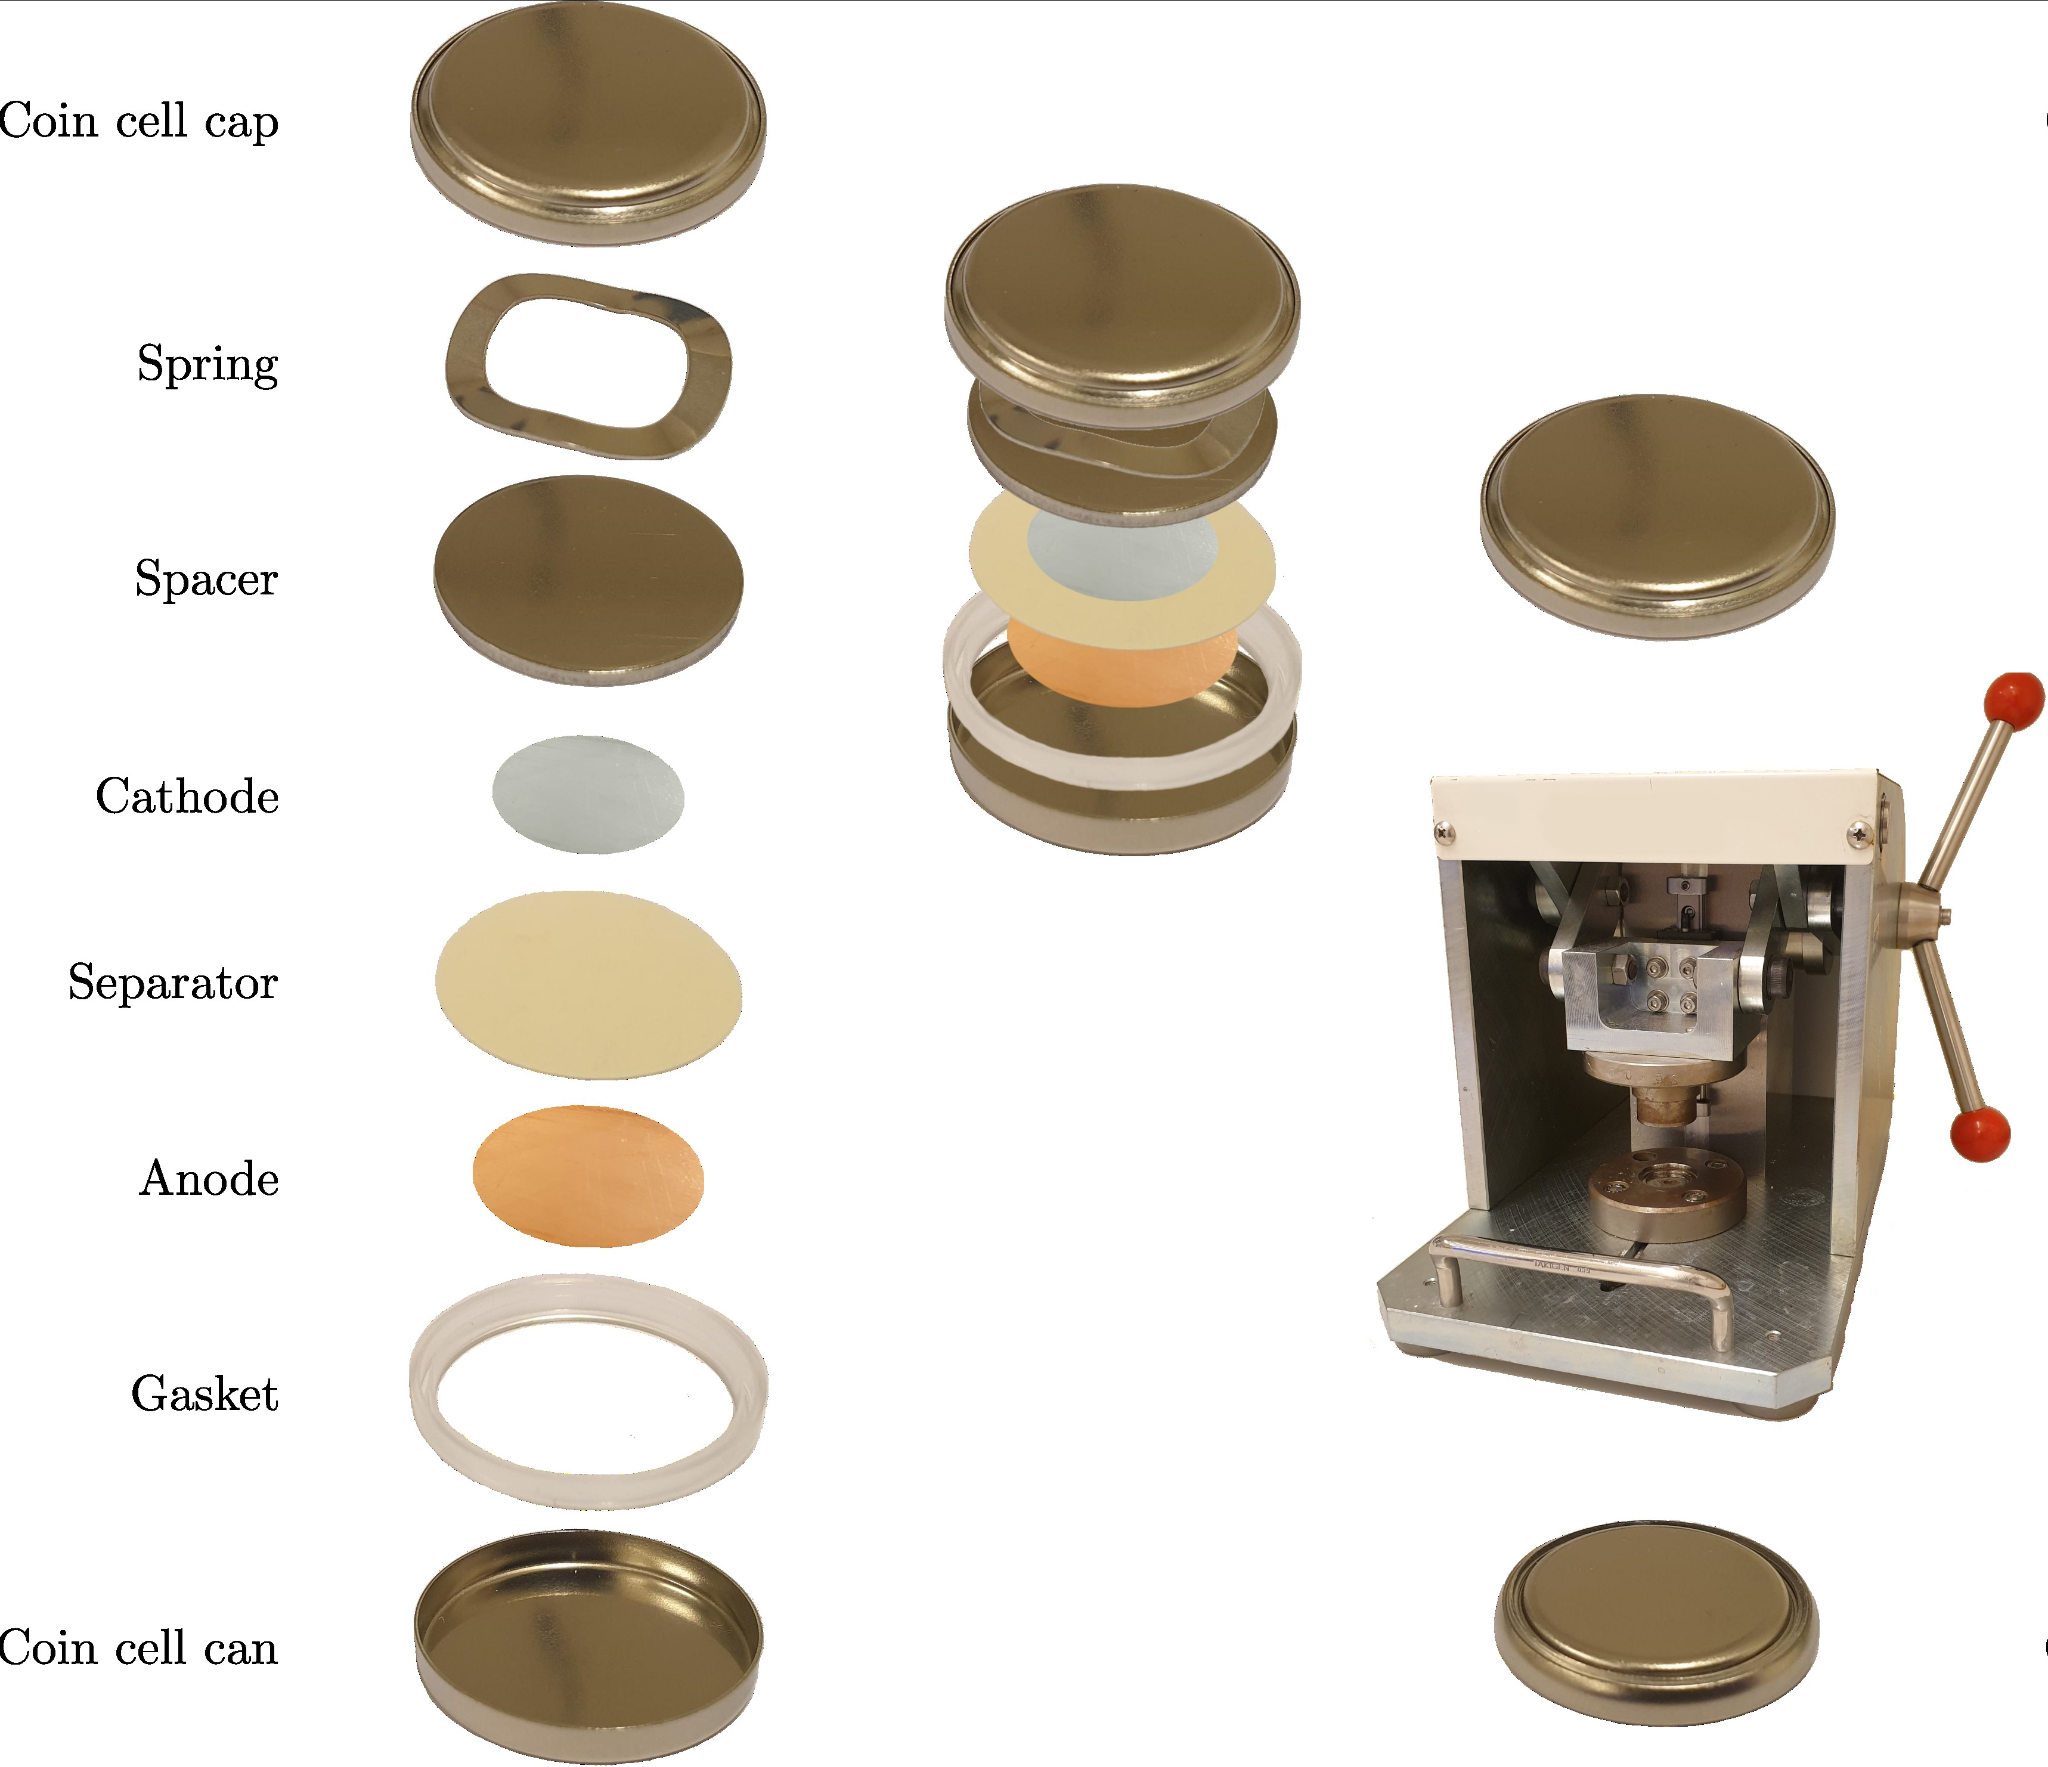 Coin cell cap
Spring
Spacer
Cathode
Separator
Anode
Gasket
Coin cell can